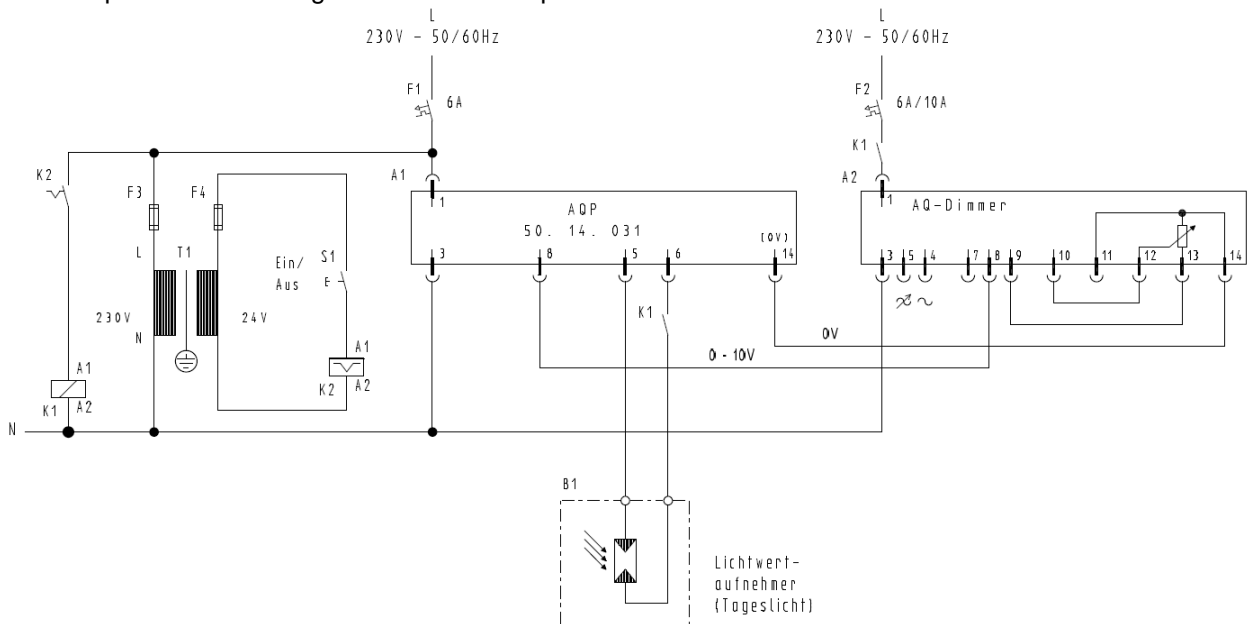 L
230V - 50/60Hz
L
230V - 50/60Hz
F1
6A
F2
6A/10A
K1
K2
F3
F4
A1
1
AQP
50. 14. 031
(0V)
3
8
5
6
14
A2
1
AQ-Dimmer
3
5
4
7
8
9
10
11
12
13
14
L
T1
Ein/
Aus
S1
E
230V
N
24V
K1
0V
0 - 10V
A1
K1
A2
A1
K2
A2
N
B1
Lichtwert-
aufnehmer
(Tageslicht)